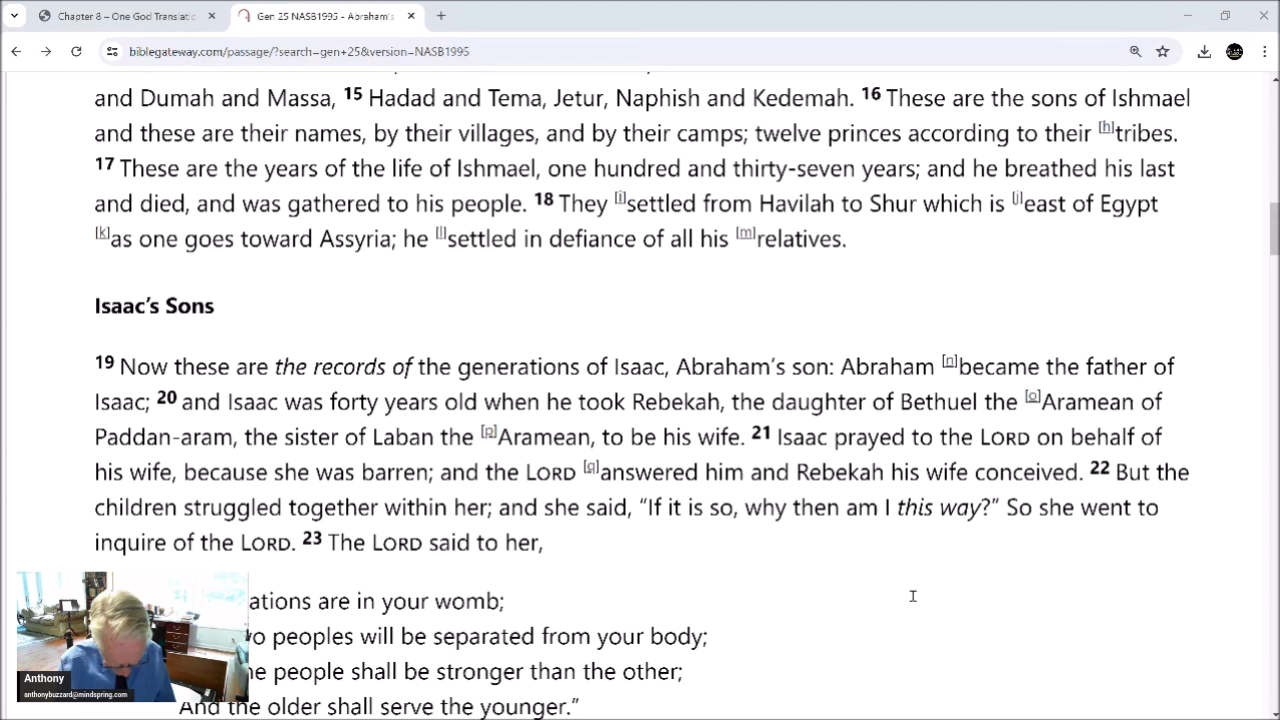 Chapter 8 – One God Translatic
Gen 25 NASB1995 - Abraham's
biblegateway.com/passage/?search=gen+25&version=NASB1995
and Dumah and Massa, 15 Hadad and Tema, Jetur, Naphish and Kedemah. 16 These are the sons of Ishmael
and these are their names, by their villages, and by their camps; twelve princes according to their [h]tribes.
17 These are the years of the life of Ishmael, one hundred and thirty-seven years; and he breathed his last
and died, and was gathered to his people. 18 They [i]settled from Havilah to Shur which is [j]east of Egypt
[k]as one goes toward Assyria; he [l]settled in defiance of all his [m]relatives.
Isaac's Sons
19 Now these are the records of the generations of Isaac, Abraham's son: Abraham [n]became the father of
Isaac; 20 and Isaac was forty years old when he took Rebekah, the daughter of Bethuel the [o]Aramean of
Paddan-aram, the sister of Laban the [p]Aramean, to be his wife. 21 Isaac prayed to the LORD on behalf of
his wife, because she was barren; and the LORD [q]answered him and Rebekah his wife conceived. 22 But the
children struggled together within her; and she said, "If it is so, why then am I this way?" So she went to
inquire of the LORD. 23 The LORD said to her,
ations are in your womb;
o peoples will be separated from your body;
e people shall be stronger than the other;
And the older shall serve the younger."
Anthony
anthonybuzzard@mindspring.com